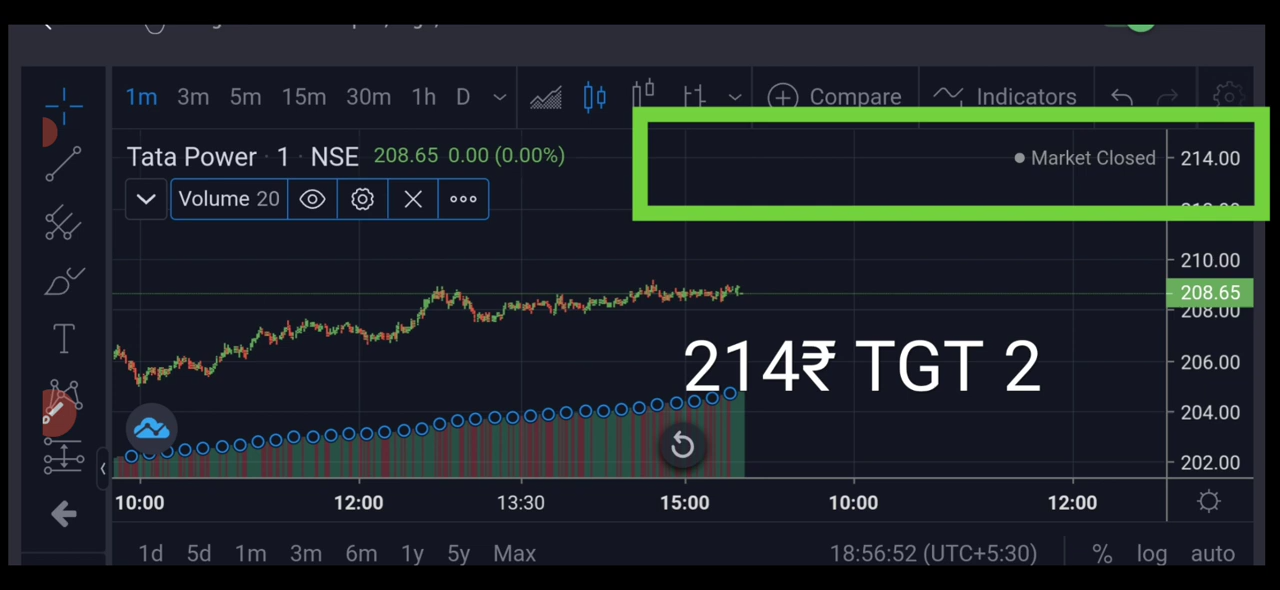 1m 3m 5m 15m 30m 1h D Compare Indicators
Tata Power · 1 · NSE 208.65 0.00 (0.00%)
Market Closed
214.00
Volume 20
210.00
208.65
208.00
206.00
214₹ TGT 2
204.00
202.00
10:00 12:00 13:30 15:00 10:00 12:00
1d 5d 1m 3m 6m 1y 5y Max 18:56:52 (UTC+5:30) % log auto